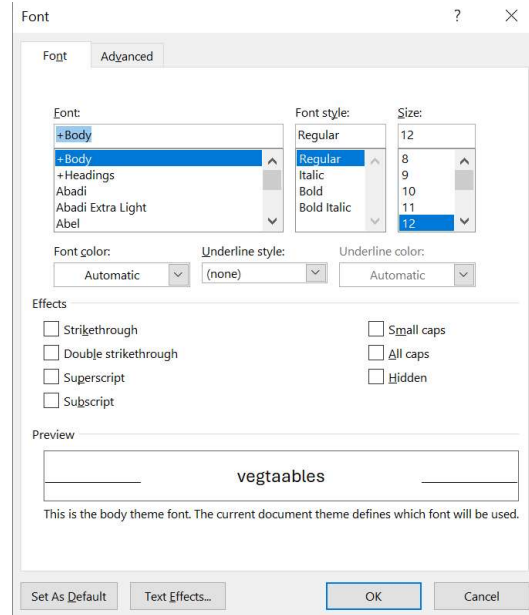 Font ? ×
Font Advanced
Font: Font style: Size:
+Body Regular 12
+Body Regular 8
+Headings Italic 9
Abadi Bold 10
Abadi Extra Light Bold Italic 11
Abel 12
Font color: Underline style: Underline color:
Automatic (none) Automatic
Effects
Strikethrough Small caps
Double strikethrough All caps
Superscript Hidden
Subscript
Preview
vegtaables
This is the body theme font. The current document theme defines which font will be used.
Set As Default Text Effects... OK Cancel